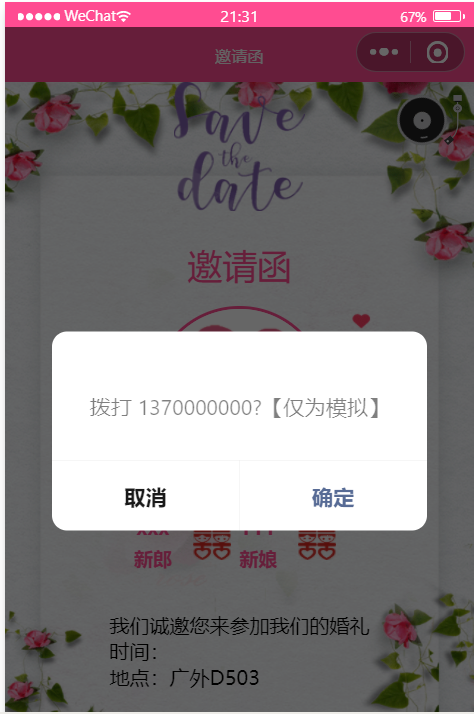 WeChat
21:31
67%
邀请函
Save
the
date
邀请函
拨打 1370000000?【仅为模拟】
取消
确定
新郎
新娘
我们诚邀您来参加我们的婚礼
时间：
地点：广外D503